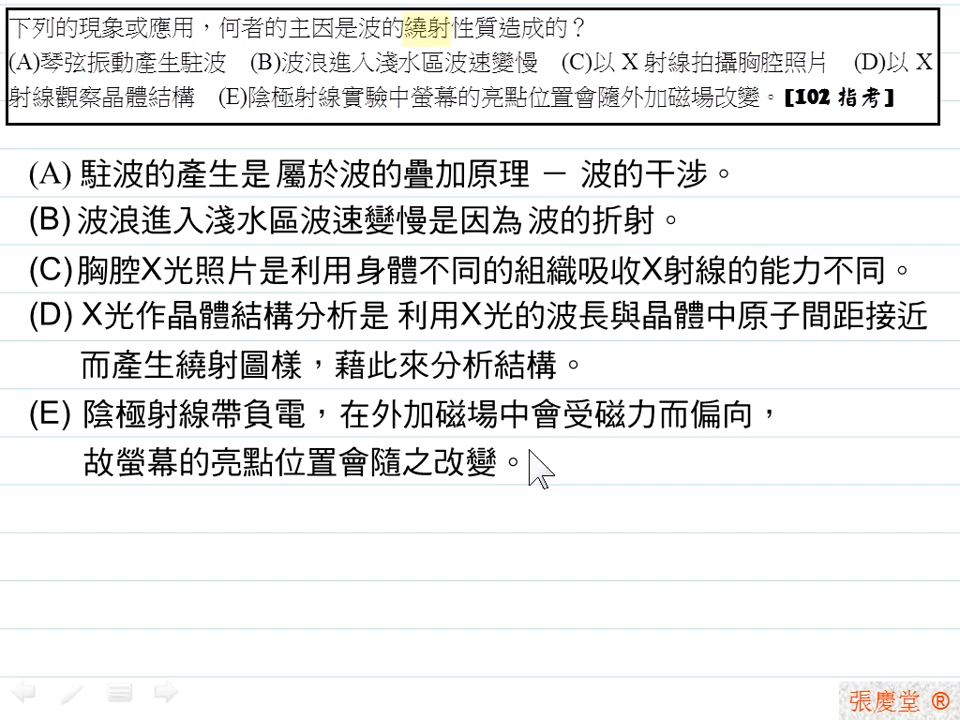 下列的現象或應用，何者的主因是波的繞射性質造成的？
(A)琴弦振動產生駐波　(B)波浪進入淺水區波速變慢　(C)以 X 射線拍攝胸腔照片　(D)以 X
射線觀察晶體結構　(E)陰極射線實驗中螢幕的亮點位置會隨外加磁場改變。【102 指考】
(A) 駐波的產生是 屬於波的疊加原理 － 波的干涉。
(B) 波浪進入淺水區波速變慢是因為 波的折射。
(C) 胸腔X光照片是利用 身體不同的組織吸收X射線的能力不同。
(D) X光作晶體結構分析是 利用X光的波長與晶體中原子間距接近
而產生繞射圖樣，藉此來分析結構。
(E) 陰極射線帶負電，在外加磁場中會受磁力而偏向，
故螢幕的亮點位置會隨之改變。
張慶堂 ®